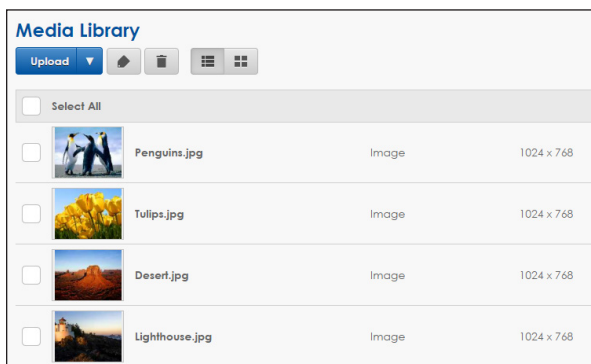 Media Library
Upload
Select All
Penguins.jpg Image 1024 x 768
Tulips.jpg Image 1024 x 768
Desert.jpg Image 1024 x 768
Lighthouse.jpg Image 1024 x 768